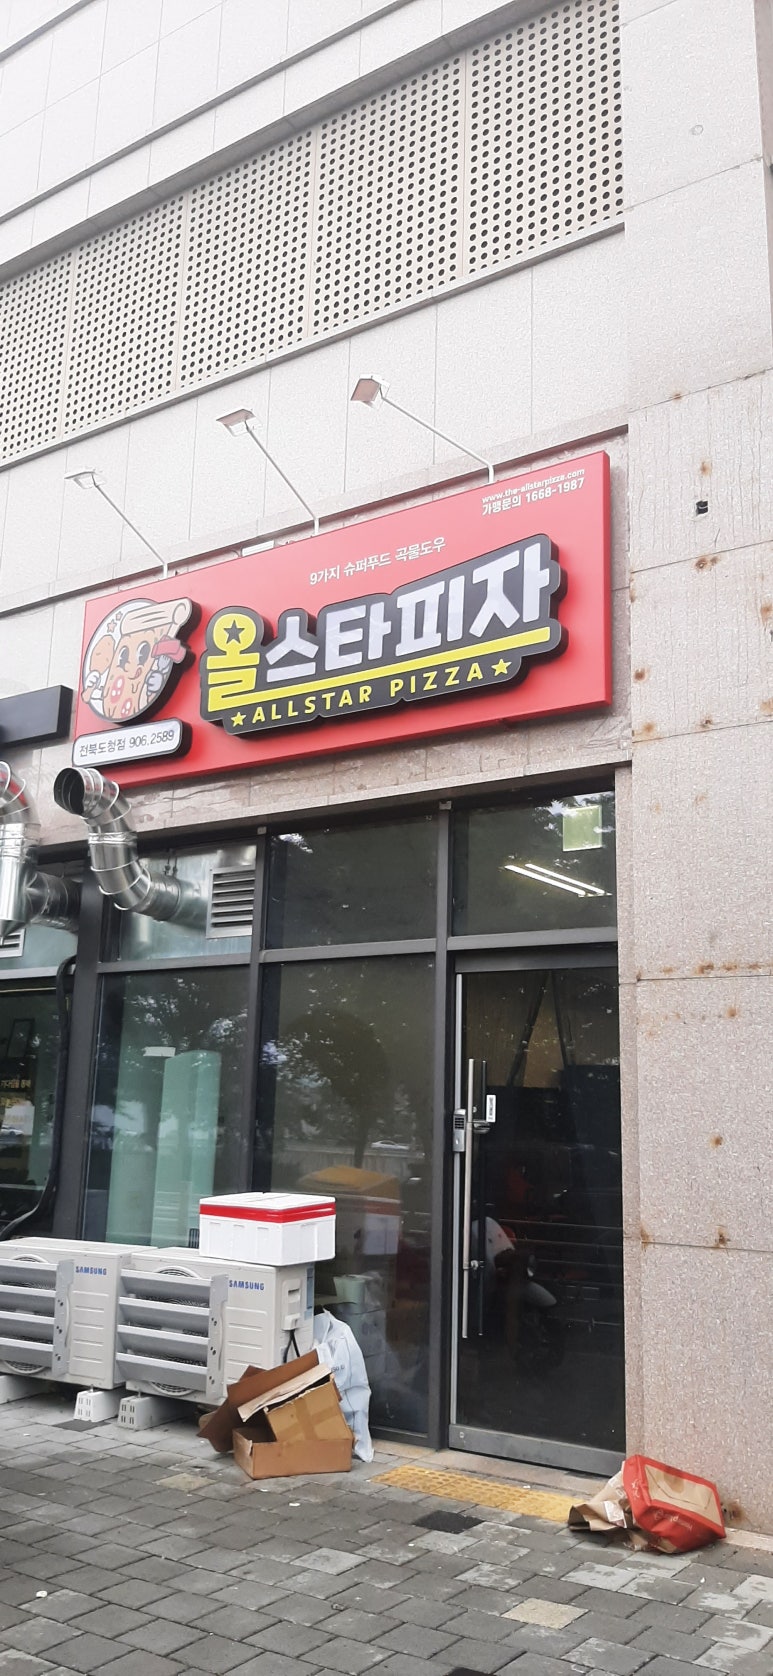 www.the-allstarpizza.com
가맹문의 1668-1987
9가지 슈퍼푸드 곡물도우
올스타피자
ALLSTAR PIZZA
전북도청점 906.2589
SAMSUNG
SAMSUNG